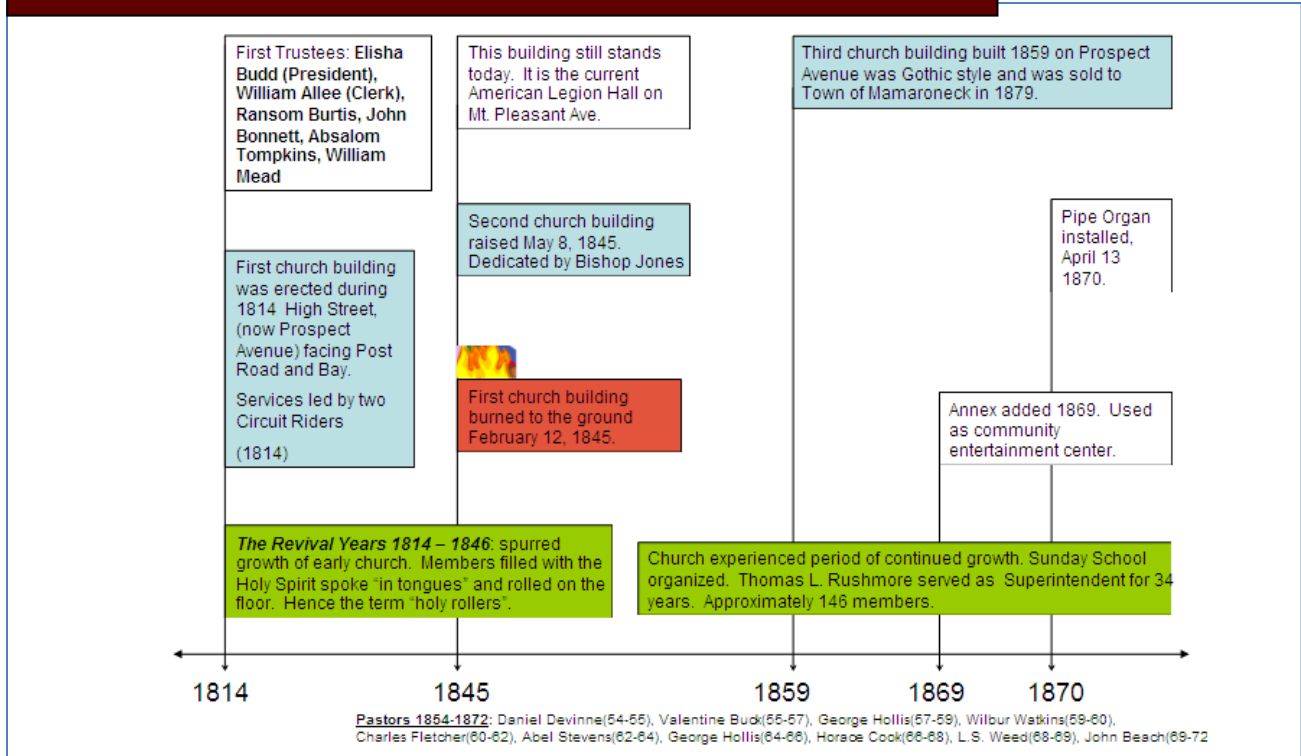 First Trustees: Elisha
Budd (President),
William Allee (Clerk),
Ransom Burtis, John
Bonnett, Absalom
Tompkins, William
Mead
This building still stands
today. It is the current
American Legion Hall on
Mt. Pleasant Ave.
Third church building built 1859 on Prospect
Avenue was Gothic style and was sold to
Town of Mamaroneck in 1879.
Second church building
raised May 8, 1845.
Dedicated by Bishop Jones
Pipe Organ
installed,
April 13
1870.
First church building
was erected during
1814 High Street,
(now Prospect
Avenue) facing Post
Road and Bay.
Services led by two
Circuit Riders
(1814)
First church building
burned to the ground
February 12, 1845.
Annex added 1869. Used
as community
entertainment center.
The Revival Years 1814 – 1846: spurred
growth of early church. Members filled with the
Holy Spirit spoke “in tongues” and rolled on the
floor. Hence the term “holy rollers”.
Church experienced period of continued growth. Sunday School
organized. Thomas L. Rushmore served as Superintendent for 34
years. Approximately 146 members.
1814
1845
1859
1869
1870
Pastors 1854-1872: Daniel Devinne(54-55), Valentine Buck(55-57), George Hollis(57-59), Wilbur Watkins(59-60),
Charles Fletcher(60-62), Abel Stevens(62-64), George Hollis(64-66), Horace Cook(66-68), L.S. Weed(68-69), John Beach(69-72